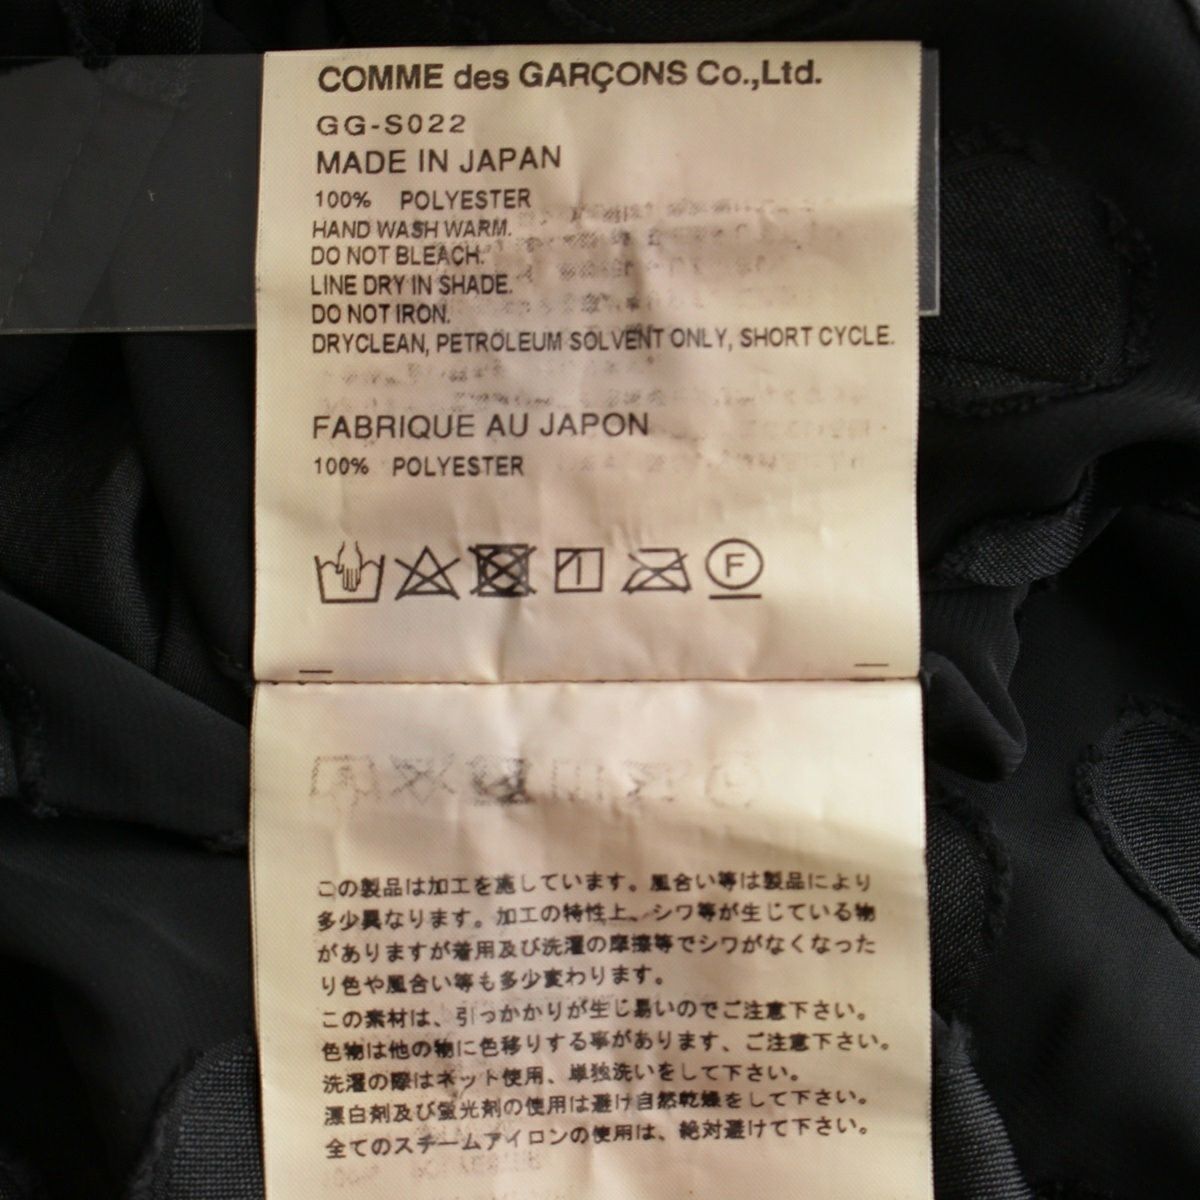 COMME des GARÇONS Co.,Ltd.
GG-S022
MADE IN JAPAN
100% POLYESTER
HAND WASH WARM.
DO NOT BLEACH.
LINE DRY IN SHADE.
DO NOT IRON.
DRYCLEAN, PETROLEUM SOLVENT ONLY, SHORT CYCLE.
FABRIQUE AU JAPON
100% POLYESTER
F
この製品は加工を施しています。風合い等は製品により
多少異なります。加工の特性上、シワ等が生じている物
がありますが着用及び洗濯の摩擦等でシワがなくなった
り色や風合い等も多少変わります。
この素材は、引っかかりが生じ易いのでご注意下さい。
色物は他の物に色移りする事があります、ご注意下さい。
洗濯の際はネット使用、単独洗いをして下さい。
漂白剤及び蛍光剤の使用は避け自然乾燥をして下さい。
全てのスチームアイロンの使用は、絶対避けて下さい。